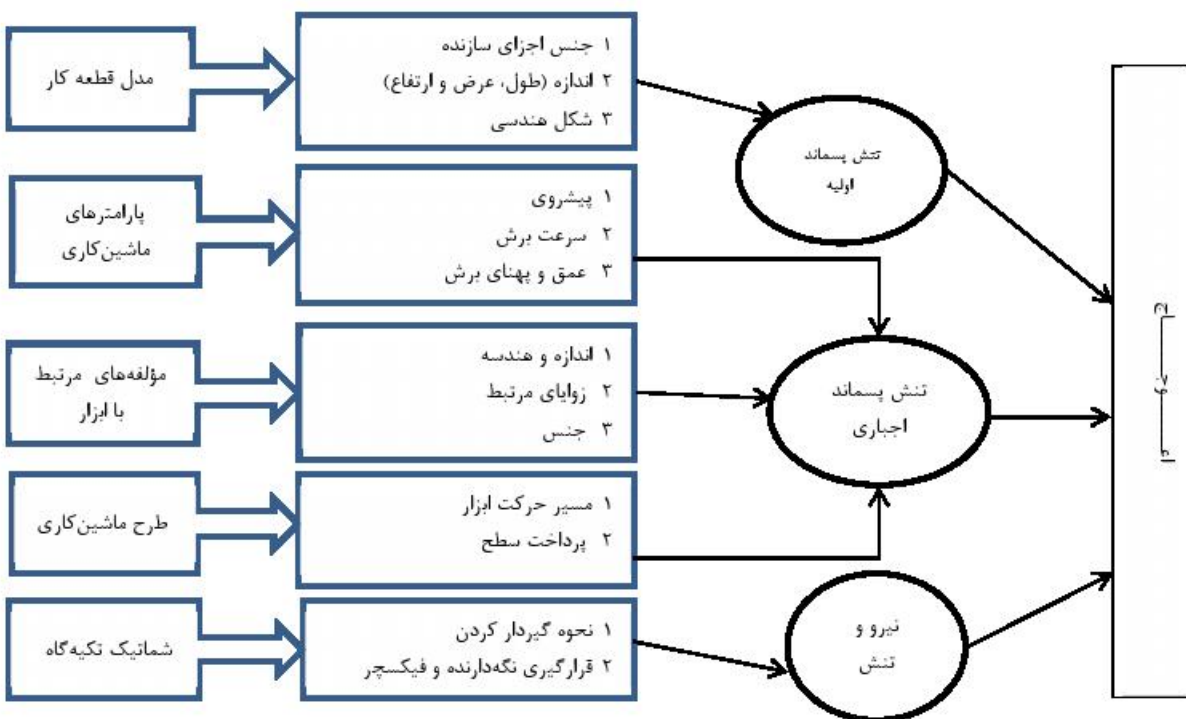 مدل قطعه کار
۱ جنس اجزای سازنده
۲ اندازه (طول، عرض و ارتفاع)
۳ شکل هندسی
تنش پسماند
اولیه
پارامترهای
ماشین‌کاری
۱ پیشروی
۲ سرعت برش
۳ عمق و پهنای برش
مؤلفه‌های مرتبط
با ابزار
۱ اندازه و هندسه
۲ زوایای مرتبط
۳ جنس
تنش پسماند
اجباری
طرح ماشین‌کاری
۱ مسیر حرکت ابزار
۲ پرداخت سطح
شماتیک تکیه‌گاه
۱ نحوه گیردار کردن
۲ قرارگیری نگه‌دارنده و فیکسچر
نیرو و
تنش
اعـــــوجـــــاج